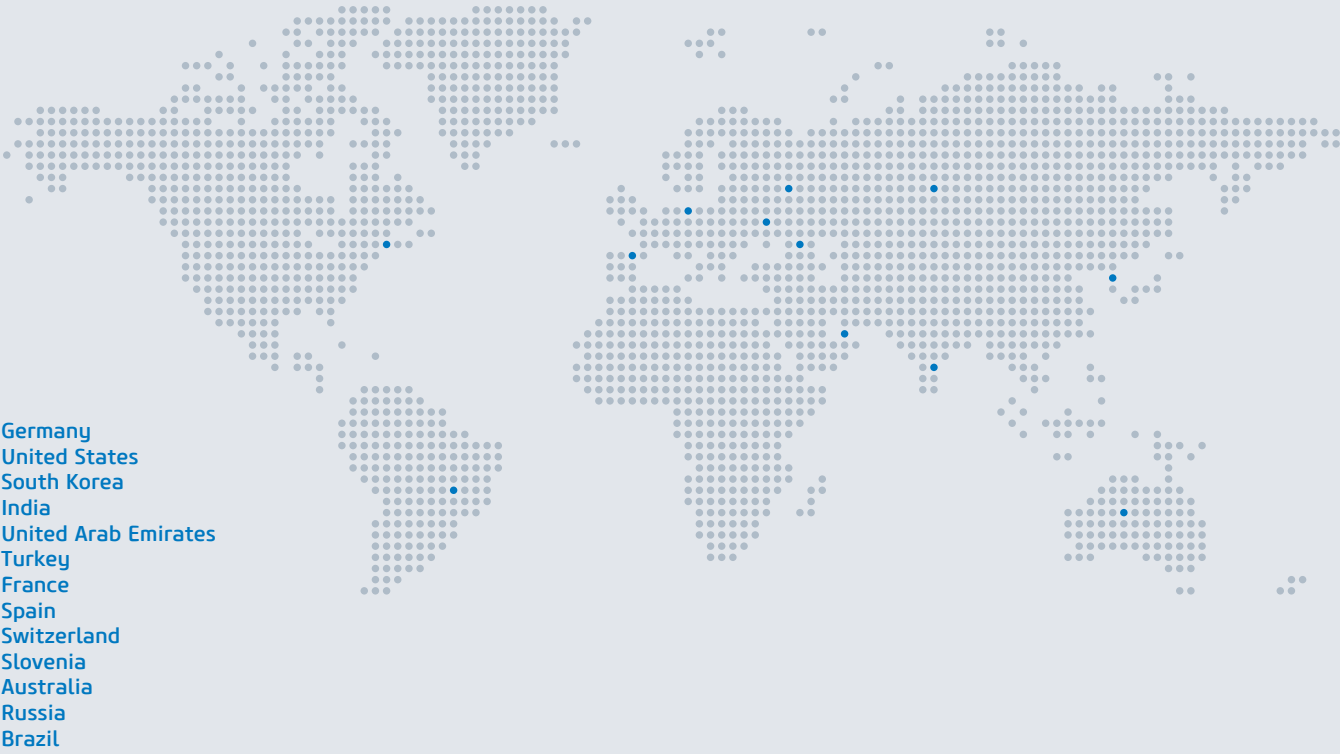 Germany
United States
South Korea
India
United Arab Emirates
Turkey
France
Spain
Switzerland
Slovenia
Australia
Russia
Brazil